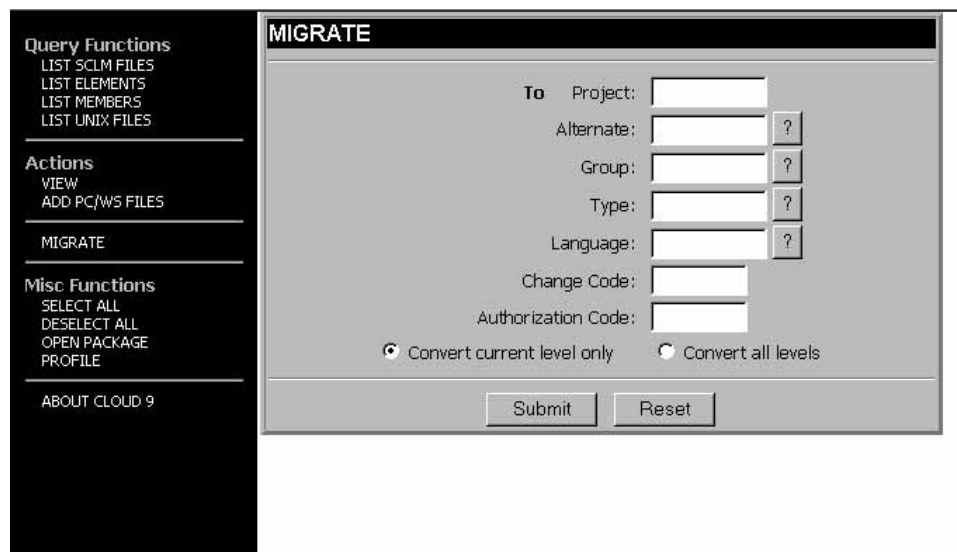 Query Functions
LIST SCLM FILES
LIST ELEMENTS
LIST MEMBERS
LIST UNIX FILES
Actions
VIEW
ADD PC/WS FILES
MIGRATE
Misc Functions
SELECT ALL
DESELECT ALL
OPEN PACKAGE
PROFILE
ABOUT CLOUD 9
MIGRATE
To Project:
Alternate: ?
Group: ?
Type: ?
Language: ?
Change Code:
Authorization Code:
Convert current level only Convert all levels
Submit Reset